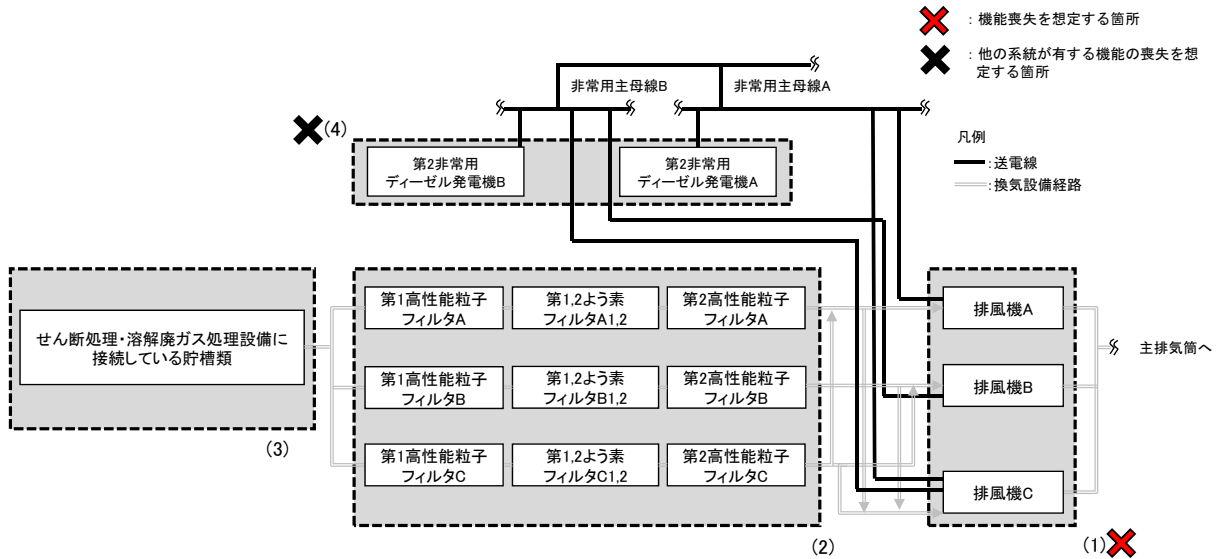 ：機能喪失を想定する箇所
：他の系統が有する機能の喪失を想
定する箇所
非常用主母線B
非常用主母線A
(4)
第2非常用
ディーゼル発電機B
第2非常用
ディーゼル発電機A
凡例
：送電線
：換気設備経路
せん断処理・溶解廃ガス処理設備に
接続している貯槽類
(3)
第1高性能粒子
フィルタA
第1,2よう素
フィルタA1,2
第2高性能粒子
フィルタA
第1高性能粒子
フィルタB
第1,2よう素
フィルタB1,2
第2高性能粒子
フィルタB
第1高性能粒子
フィルタC
第1,2よう素
フィルタC1,2
第2高性能粒子
フィルタC
(2)
排風機A
排風機B
排風機C
主排気筒へ
(1)